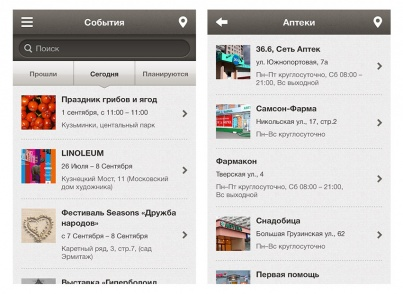 События
Поиск
Прошли
Сегодня
Планируются
Праздник грибов и ягод
1 сентября, с 11:00 – 11:00
Кузьминки, центральный парк
LINOLEUM
26 Июля – 8 Сентября
Кузнецкий Мост, 11 (Московский
дом художника)
Фестиваль Seasons «Дружба
народов»
с 7 Сентября – 8 Сентября
Каретный ряд, 3, стр.7, (сад
Эрмитаж)
Выставка «Гиперболоид
Аптеки
36.6, Сеть Аптек
ул. Южнопортовая, 7а
Пн-Пт круглосуточно, Сб 08:00 –
21:00, Вс выходной
Самсон-Фарма
Никольская ул., 17, стр.2
Пн-Вс круглосуточно
Фармакон
Тверская ул., 4
Пн-Пт круглосуточно, Сб 08:00 – 21:00,
Вс выходной
Снадобица
Большая Грузинская ул., 62
Пн-Вс круглосуточно
Первая помощь